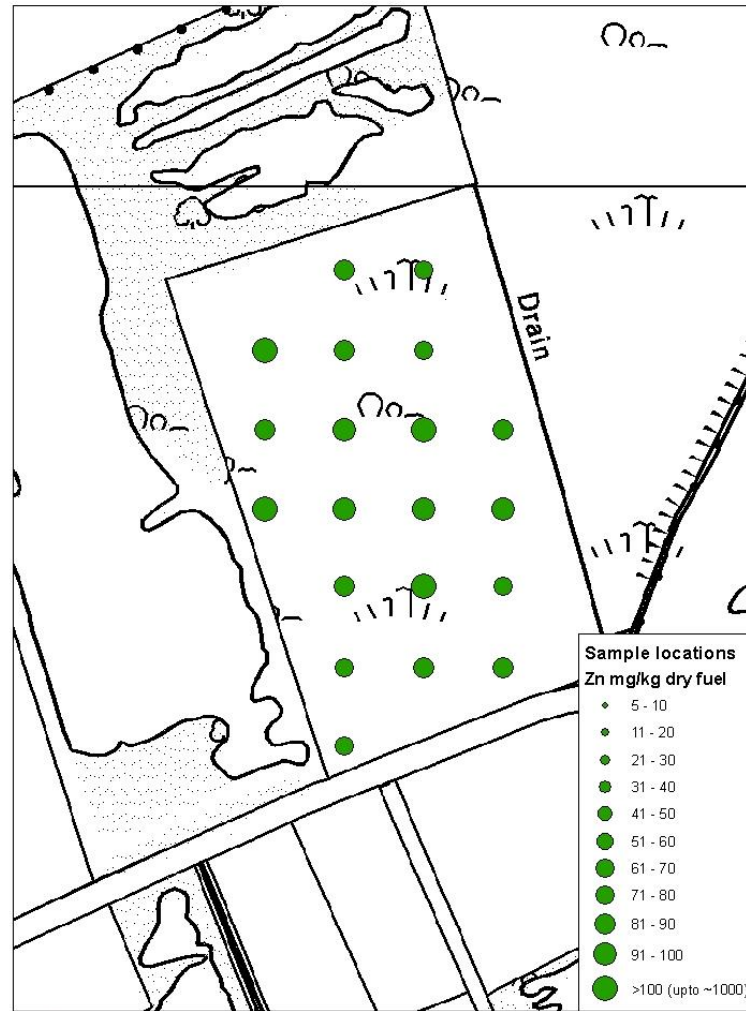 Drain
Sample locations
Zn mg/kg dry fuel
5 - 10
11 - 20
21 - 30
31 - 40
41 - 50
51 - 60
61 - 70
71 - 80
81 - 90
91 - 100
>100 (upto ~1000)